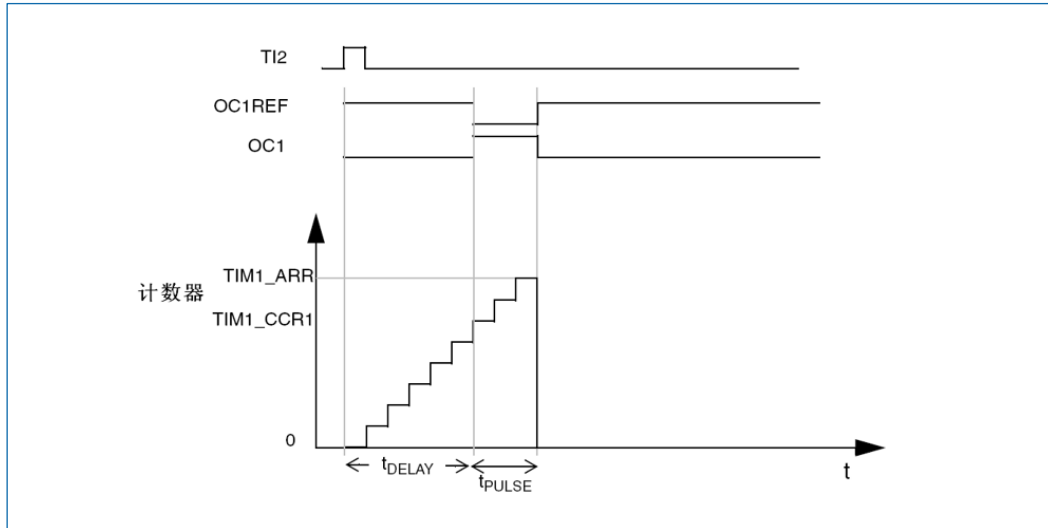 TI2
OC1REF
OC1
TIM1_ARR
计数器
TIM1_CCR1
0
tDELAY
tPULSE
t